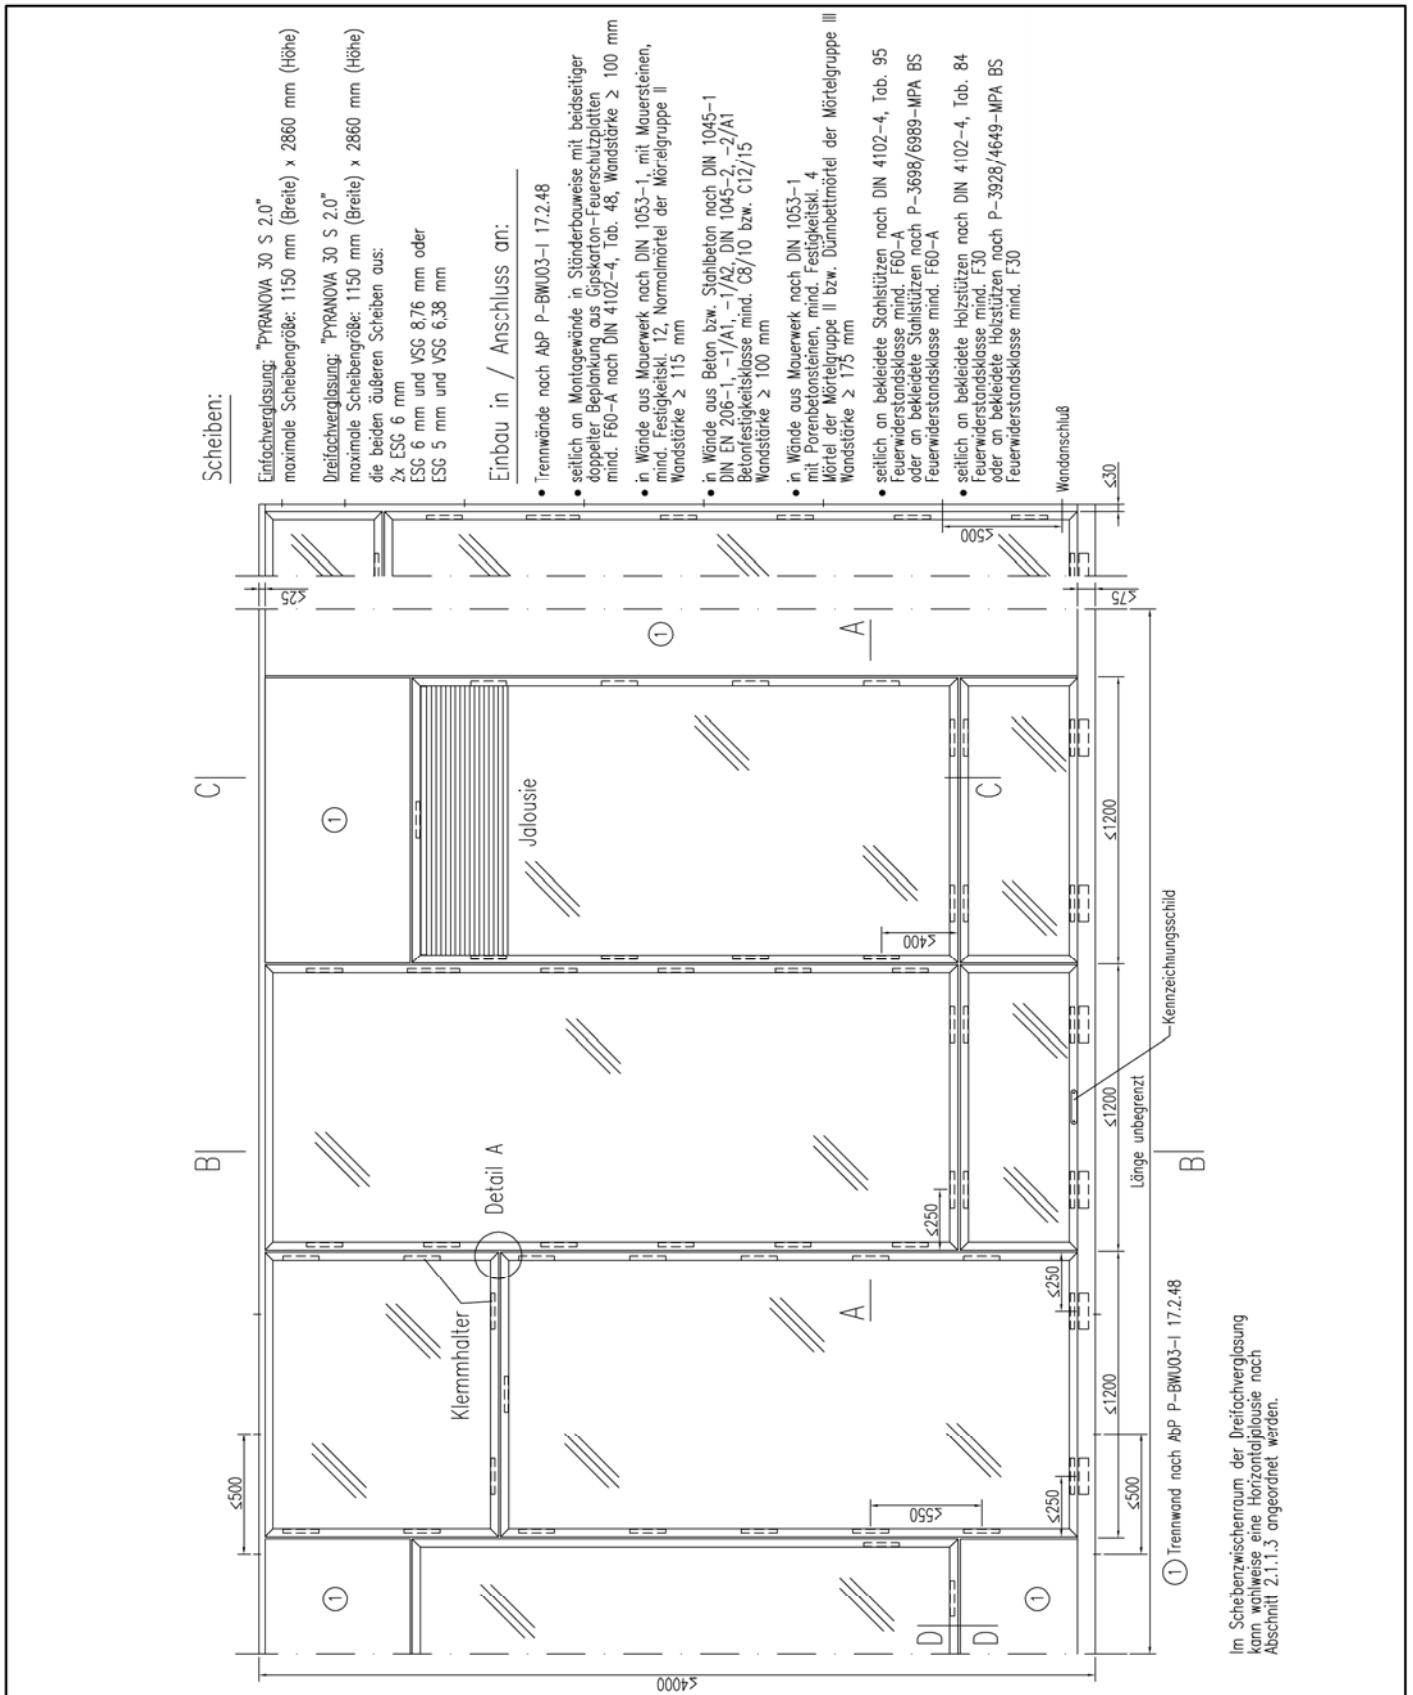 Scheiben:
Einfachverglasung: "PYRANOVA 30 S 2.0"
maximale Scheibengröße: 1150 mm (Breite) x 2860 mm (Höhe)
Dreifachverglasung: "PYRANOVA 30 S 2.0"
maximale Scheibengröße: 1150 mm (Breite) x 2860 mm (Höhe)
die beiden äußeren Scheiben aus:
2x ESG 6 mm
ESG 6 mm und VSG 8,76 mm oder
ESG 5 mm und VSG 6,38 mm
Einbau in / Anschluss an:
• Trennwände nach AbP P-BWU03-I 17.2.48
• seitlich an Montagewände in Ständerbauweise mit beidseitiger
doppelter Beplankung aus Gipskarton-Feuerschutzplatten
mind. F60-A nach DIN 4102-4, Tab. 48, Wandstärke ≥ 100 mm
• in Wände aus Mauerwerk nach DIN 1053-1, mit Mauersteinen,
mind. Festigkeitskl. 12, Normalmörtel der Mörtelgruppe II
Wandstärke ≥ 115 mm
• in Wände aus Beton bzw. Stahlbeton nach DIN 1045-1
DIN EN 206-1, -1/A1, -1/A2, DIN 1045-2, -2/A1
Betonfestigkeitsklasse mind. C8/10 bzw. C12/15
Wandstärke ≥ 100 mm
• in Wände aus Mauerwerk nach DIN 1053-1
mit Porenbetonsteinen, mind. Festigkeitskl. 4
Mörtel der Mörtelgruppe II bzw. Dünnbettmörtel der Mörtelgruppe III
Wandstärke ≥ 175 mm
• seitlich an bekleidete Stahlstützen nach DIN 4102-4, Tab. 95
Feuerwiderstandsklasse mind. F60-A
oder an bekleidete Stahlstützen nach P-3698/6989-MPA BS
Feuerwiderstandsklasse mind. F60-A
• seitlich an bekleidete Holzstützen nach DIN 4102-4, Tab. 84
Feuerwiderstandsklasse mind. F30
oder an bekleidete Holzstützen nach P-3928/4649-MPA BS
Feuerwiderstandsklasse mind. F30
Wandanschluß
≤30
≤500
≤25
≤75
1
A
C
C
1
Jalousie
≤400
≤1200
Kennzeichnungsschild
B
B
Detail A
≤250
≤1200
Länge unbegrenzt
Klemmhalter
A
≤250
≤1200
≤500
≤550
≤250
≤500
1
D
D
1
≤4000
1 Trennwand nach AbP P-BWU03-I 17.2.48
Im Scheibenzwischenraum der Dreifachverglasung
kann wahlweise eine Horizontaljalousie nach
Abschnitt 2.1.1.3 angeordnet werden.